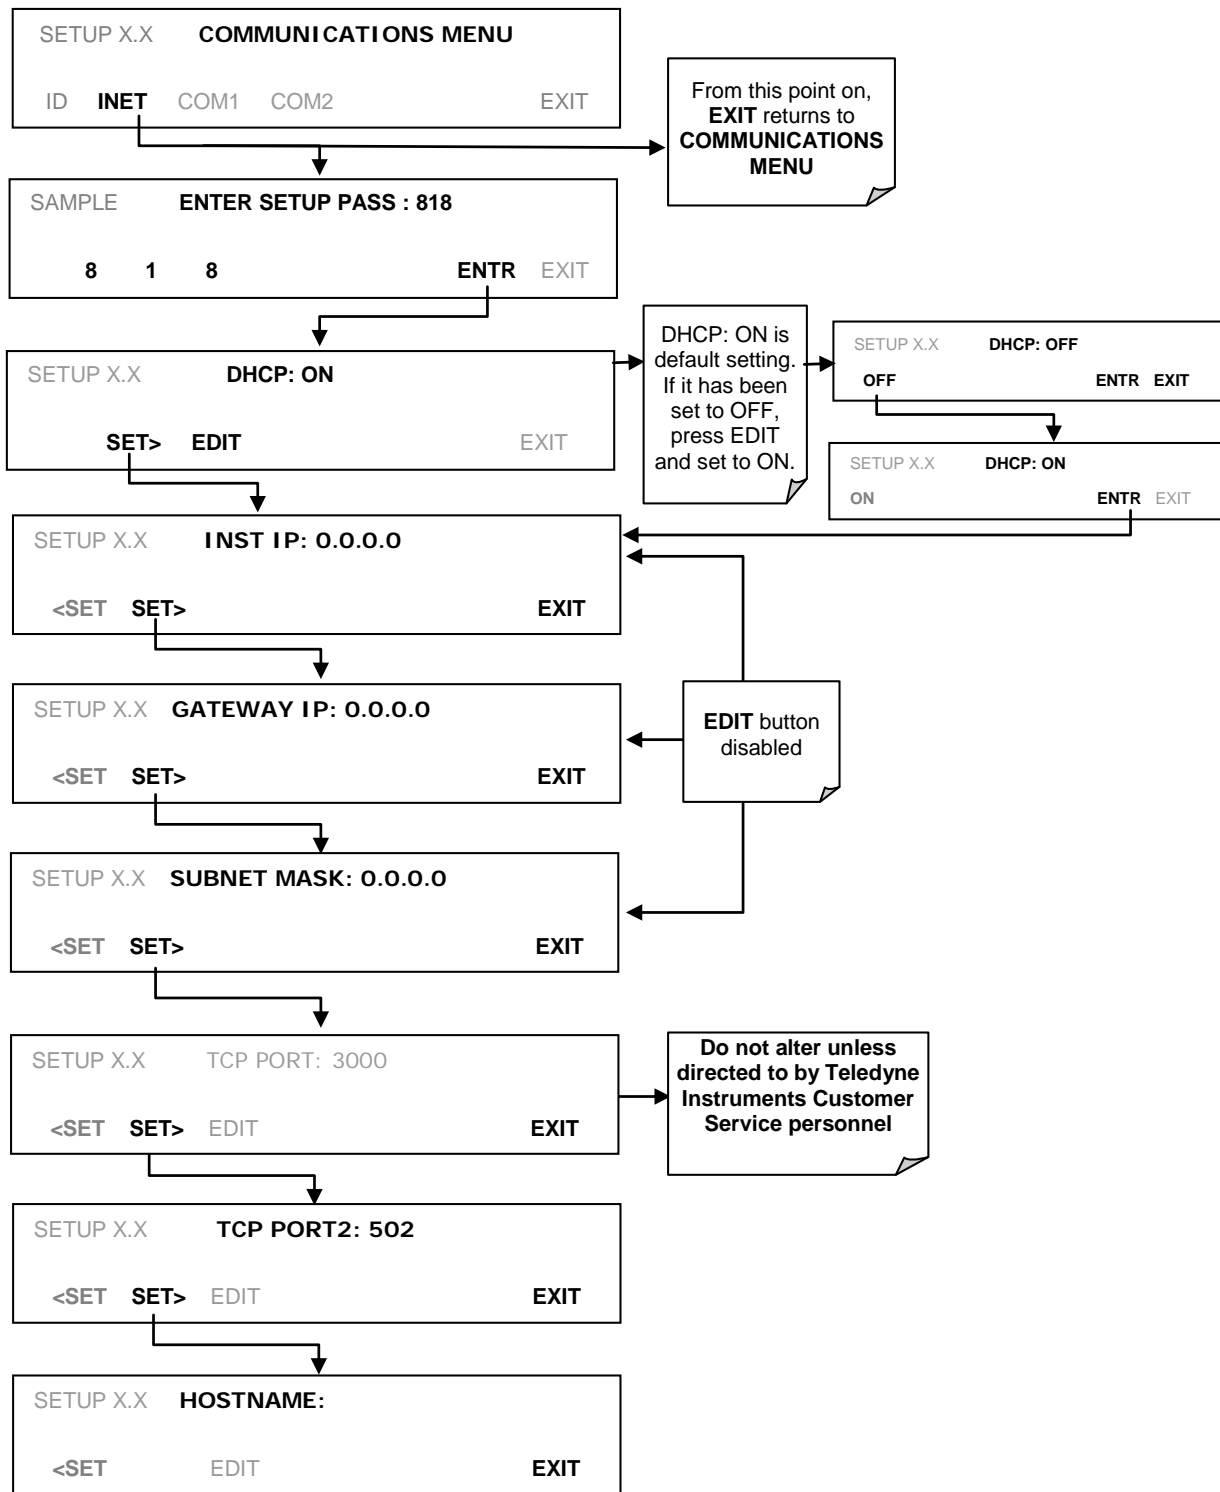 SETUP X.X COMMUNICATIONS MENU
ID INET COM1 COM2 EXIT
From this point on,
EXIT returns to
COMMUNICATIONS
MENU
SAMPLE ENTER SETUP PASS : 818
8 1 8 ENTR EXIT
SETUP X.X DHCP: ON
SET> EDIT EXIT
DHCP: ON is
default setting.
If it has been
set to OFF,
press EDIT
and set to ON.
SETUP X.X DHCP: OFF
OFF ENTR EXIT
SETUP X.X DHCP: ON
ON ENTR EXIT
SETUP X.X INST IP: 0.0.0.0
<SET SET> EXIT
SETUP X.X GATEWAY IP: 0.0.0.0
<SET SET> EXIT
EDIT button
disabled
SETUP X.X SUBNET MASK: 0.0.0.0
<SET SET> EXIT
SETUP X.X TCP PORT: 3000
<SET SET> EDIT EXIT
Do not alter unless
directed to by Teledyne
Instruments Customer
Service personnel
SETUP X.X TCP PORT2: 502
<SET SET> EDIT EXIT
SETUP X.X HOSTNAME:
<SET EDIT EXIT